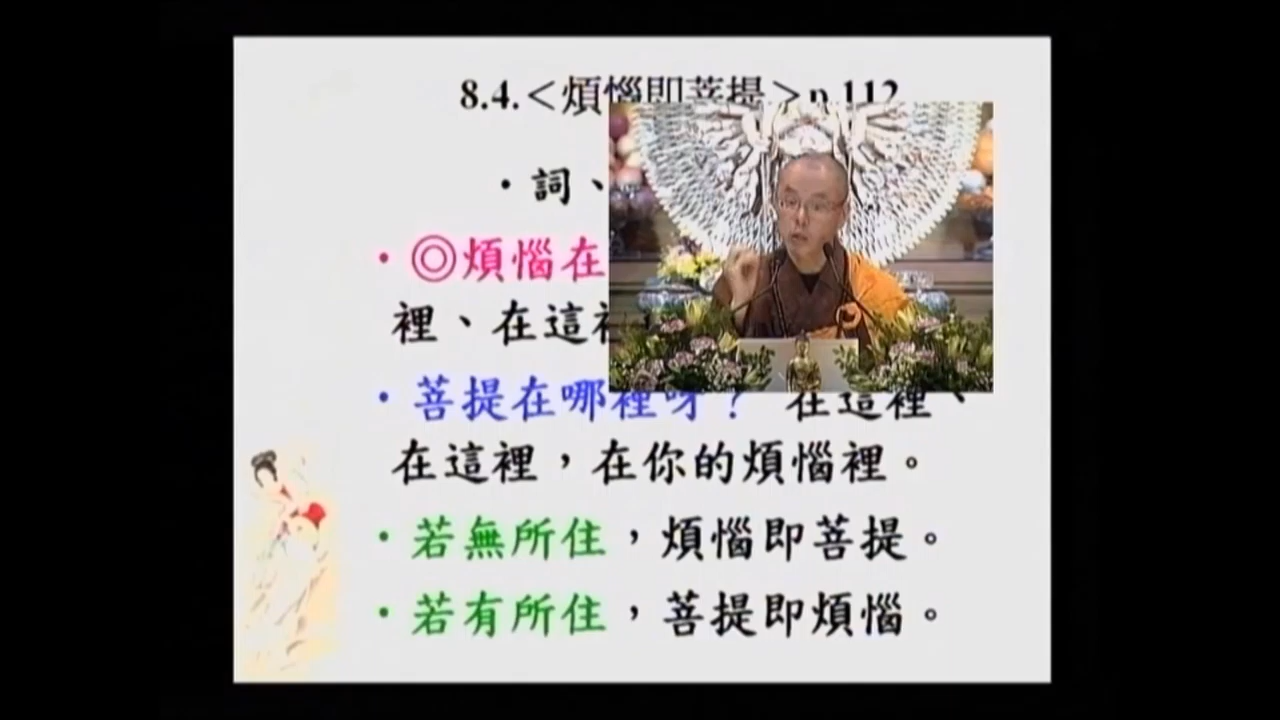 8.4.＜煩惱即菩提＞p.112
・詞、
・◎煩惱在
裡、在這裡
・菩提在哪裡呀？ 在這裡、
在這裡，在你的煩惱裡。
・若無所住，煩惱即菩提。
・若有所住，菩提即煩惱。